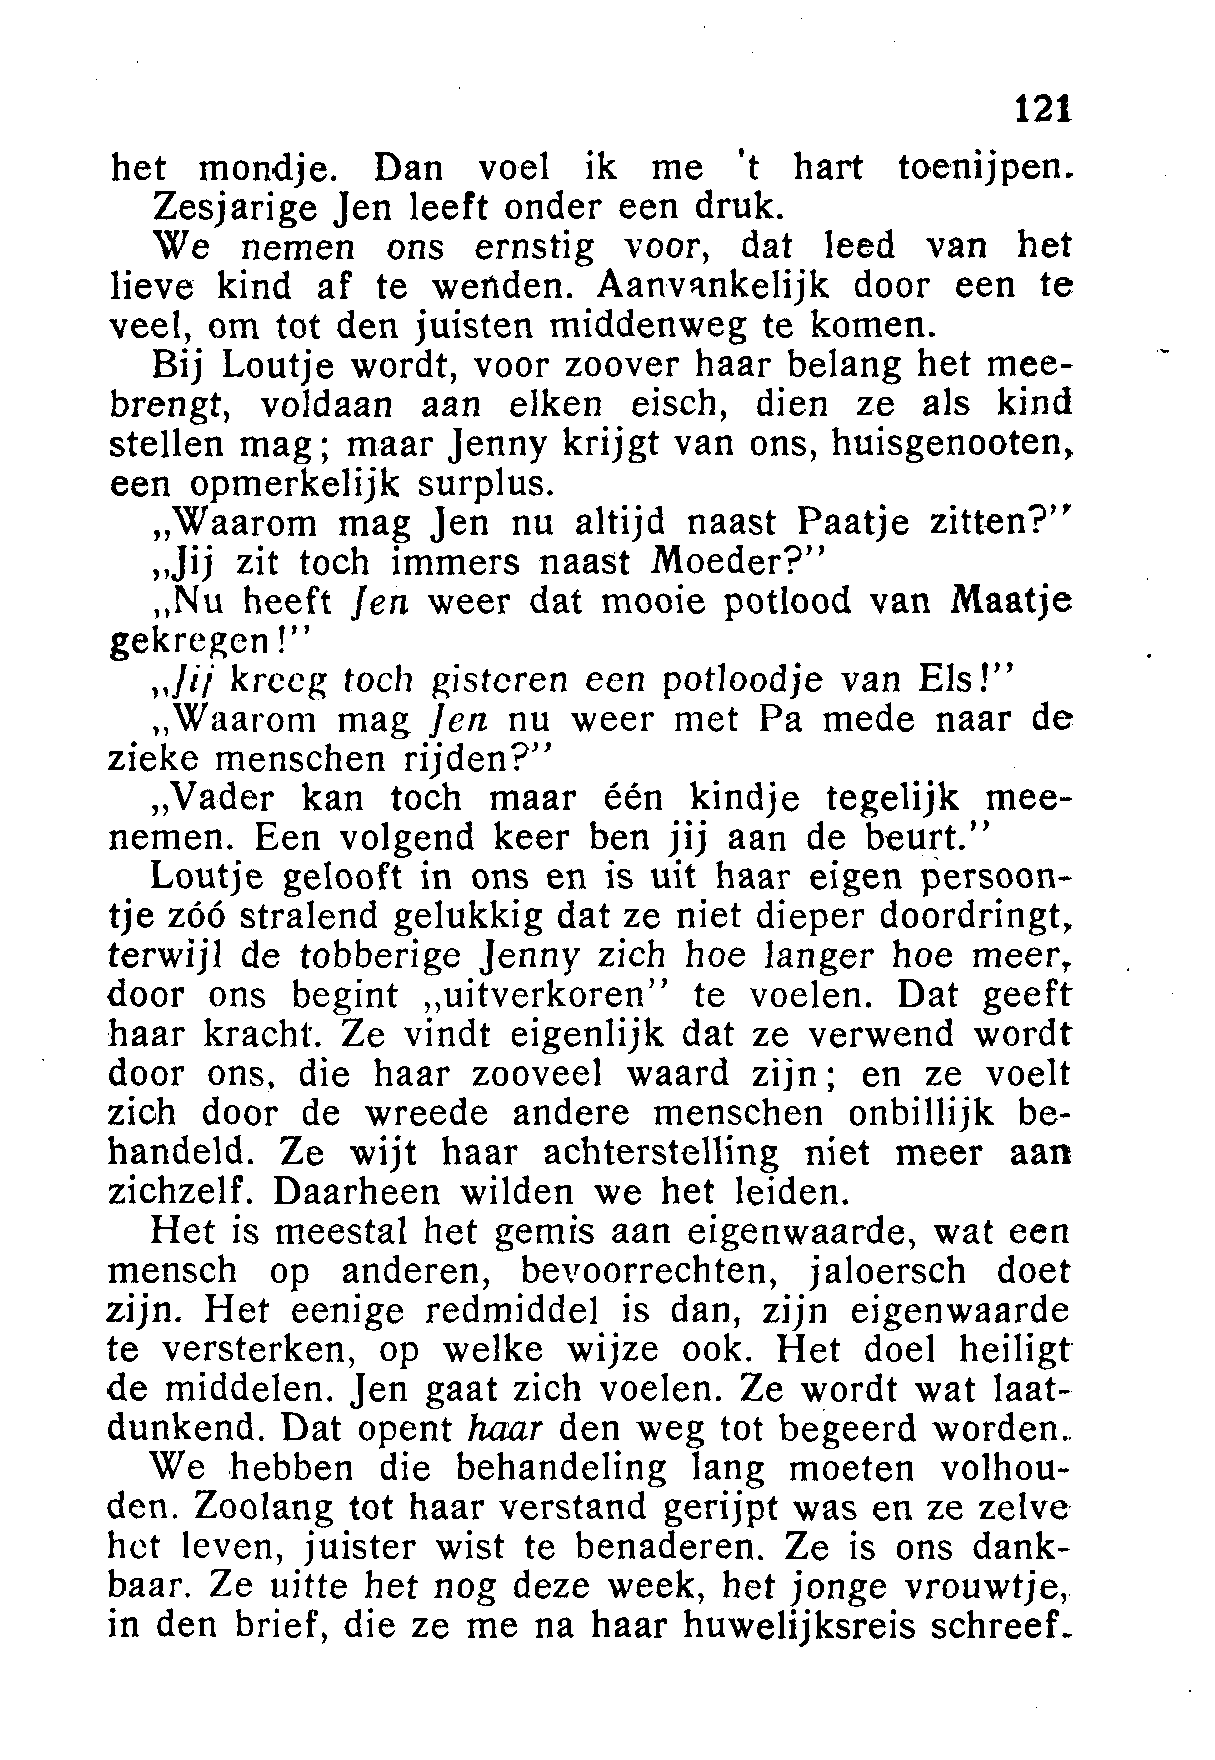 121
het mondje. Dan voel ik me 't hart toenijpen.
Zesjarige Jen leeft onder een druk.
We nemen ons ernstig voor, dat leed van het
lieve kind af te wenden. Aanvankelijk door een te
veel, om tot den juisten middenweg te komen.
Bij Loutje wordt, voor zoover haar belang het mee-
brengt, voldaan aan elken eisch, dien ze als kind
stellen mag; maar Jenny krijgt van ons, huisgenooten,
een opmerkelijk surplus.
„Waarom mag Jen nu altijd naast Paatje zitten?”
„Jij zit toch immers naast Moeder?”
„Nu heeft Jen weer dat mooie potlood van Maatje
gekregen!”
„Jij kreeg toch gisteren een potloodje van Els!”
„Waarom mag Jen nu weer met Pa mede naar de
zieke menschen rijden?”
„Vader kan toch maar één kindje tegelijk mee-
nemen. Een volgend keer ben jij aan de beurt.”
Loutje gelooft in ons en is uit haar eigen persoon-
tje zóó stralend gelukkig dat ze niet dieper doordringt,
terwijl de tobberige Jenny zich hoe langer hoe meer,
door ons begint „uitverkoren” te voelen. Dat geeft
haar kracht. Ze vindt eigenlijk dat ze verwend wordt
door ons, die haar zooveel waard zijn; en ze voelt
zich door de wreede andere menschen onbillijk be-
handeld. Ze wijt haar achterstelling niet meer aan
zichzelf. Daarheen wilden we het leiden.
Het is meestal het gemis aan eigenwaarde, wat een
mensch op anderen, bevoorrechten, jaloersch doet
zijn. Het eenige redmiddel is dan, zijn eigenwaarde
te versterken, op welke wijze ook. Het doel heiligt
de middelen. Jen gaat zich voelen. Ze wordt wat laat-
dunkend. Dat opent haar den weg tot begeerd worden.
We hebben die behandeling lang moeten volhou-
den. Zoolang tot haar verstand gerijpt was en ze zelve
het leven, juister wist te benaderen. Ze is ons dank-
baar. Ze uitte het nog deze week, het jonge vrouwtje,
in den brief, die ze me na haar huwelijksreis schreef.